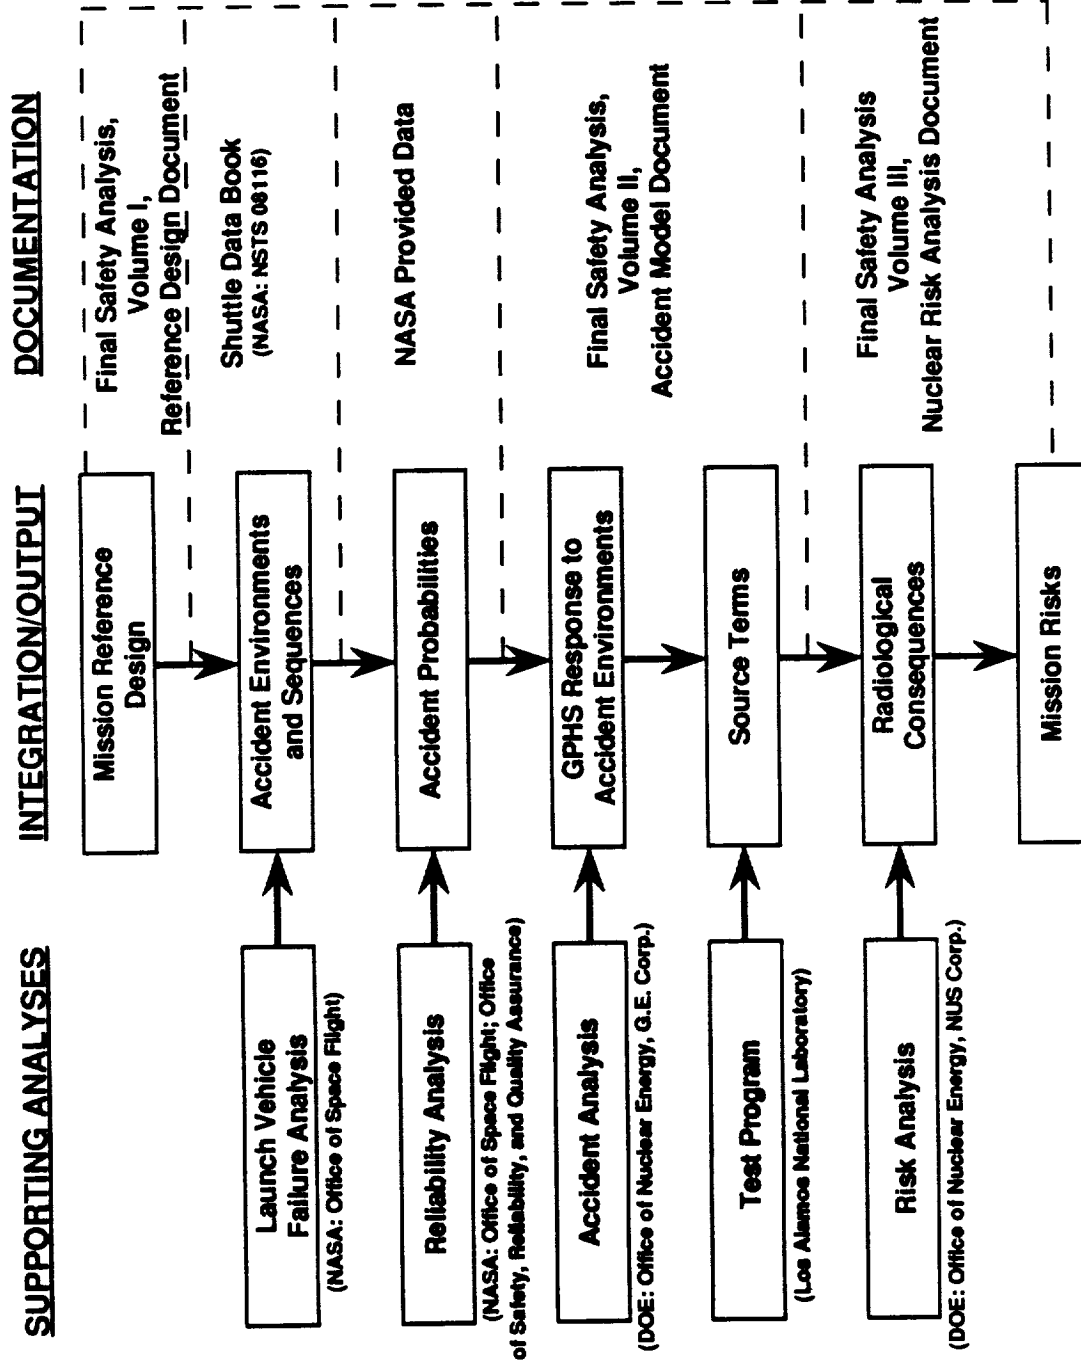 SUPPORTING ANALYSES
INTEGRATION/OUTPUT
DOCUMENTATION
Mission Reference
Design
Final Safety Analysis,
Volume I,
Reference Design Document
Launch Vehicle
Failure Analysis
(NASA: Office of Space Flight)
Accident Environments
and Sequences
Shuttle Data Book
(NASA: NSTS 08116)
Reliability Analysis
(NASA: Office of Space Flight; Office
of Safety, Reliability, and Quality Assurance)
Accident Probabilities
NASA Provided Data
Accident Analysis
(DOE: Office of Nuclear Energy, G.E. Corp.)
GPHS Response to
Accident Environments
Final Safety Analysis,
Volume II,
Accident Model Document
Test Program
(Los Alamos National Laboratory)
Source Terms
Risk Analysis
(DOE: Office of Nuclear Energy, NUS Corp.)
Radiological
Consequences
Final Safety Analysis
Volume III,
Nuclear Risk Analysis Document
Mission Risks